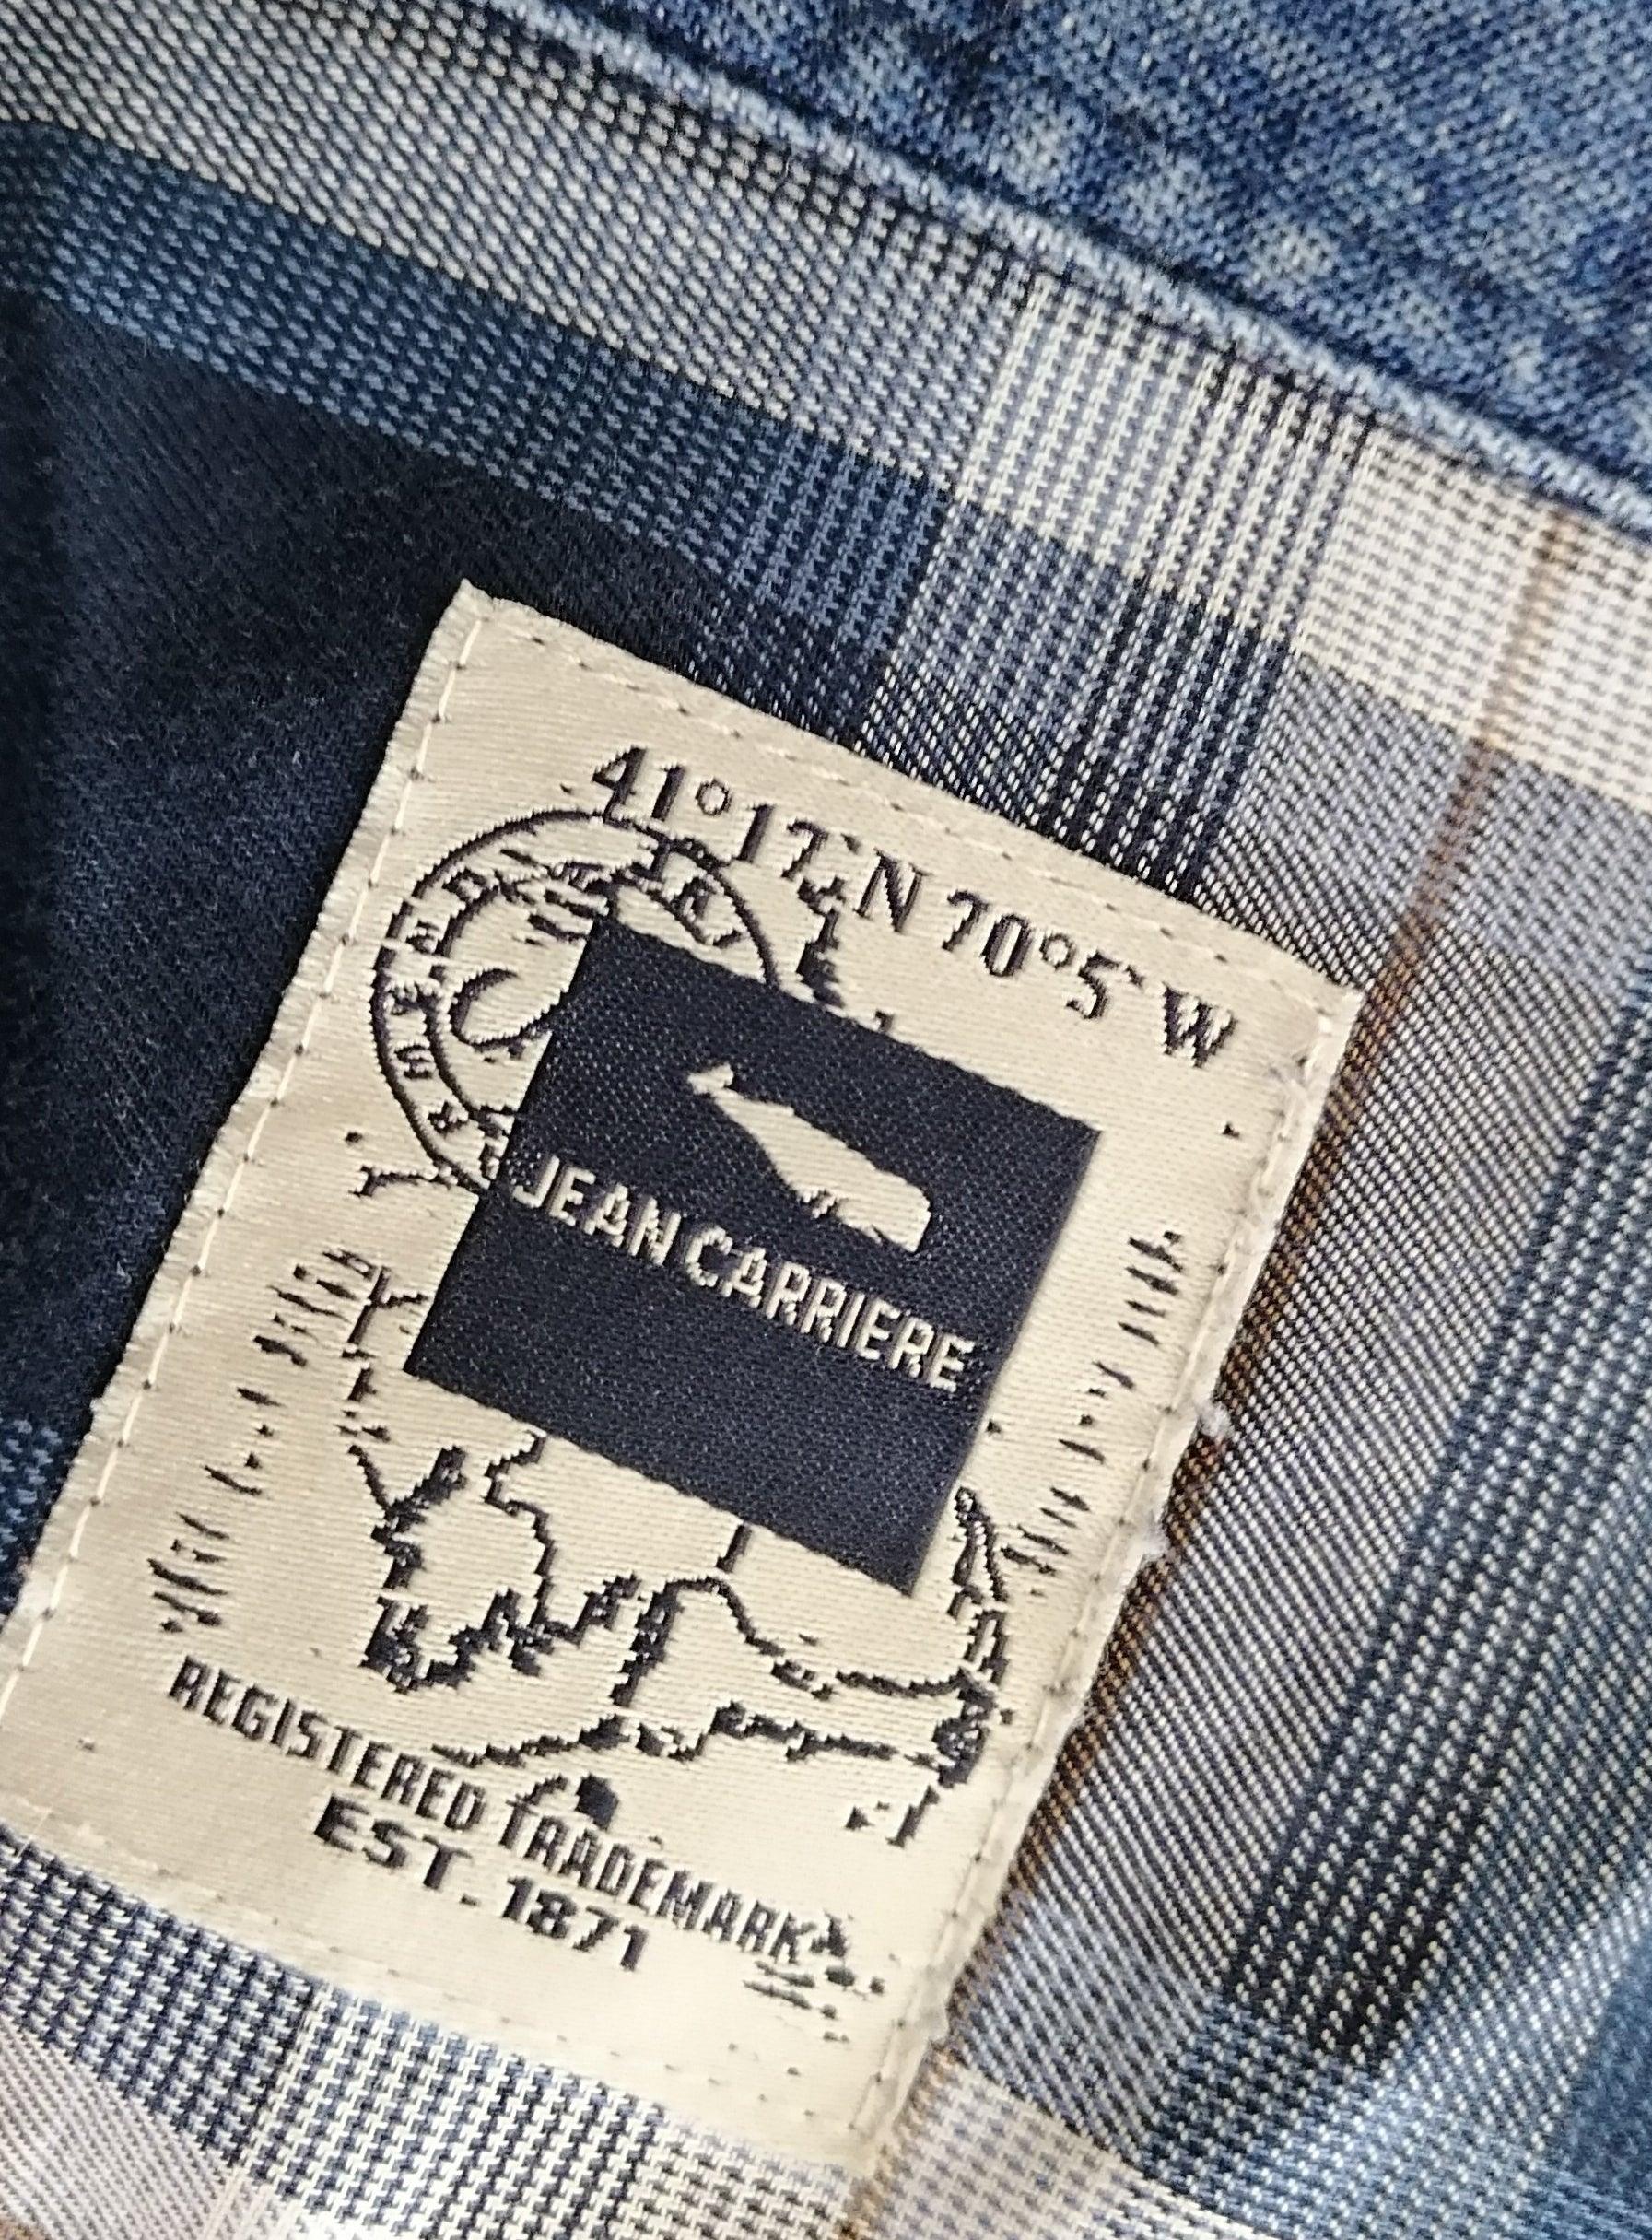 41°17'N 70°5'W
JEAN CARRIERE
REGISTERED TRADEMARK
EST. 1871